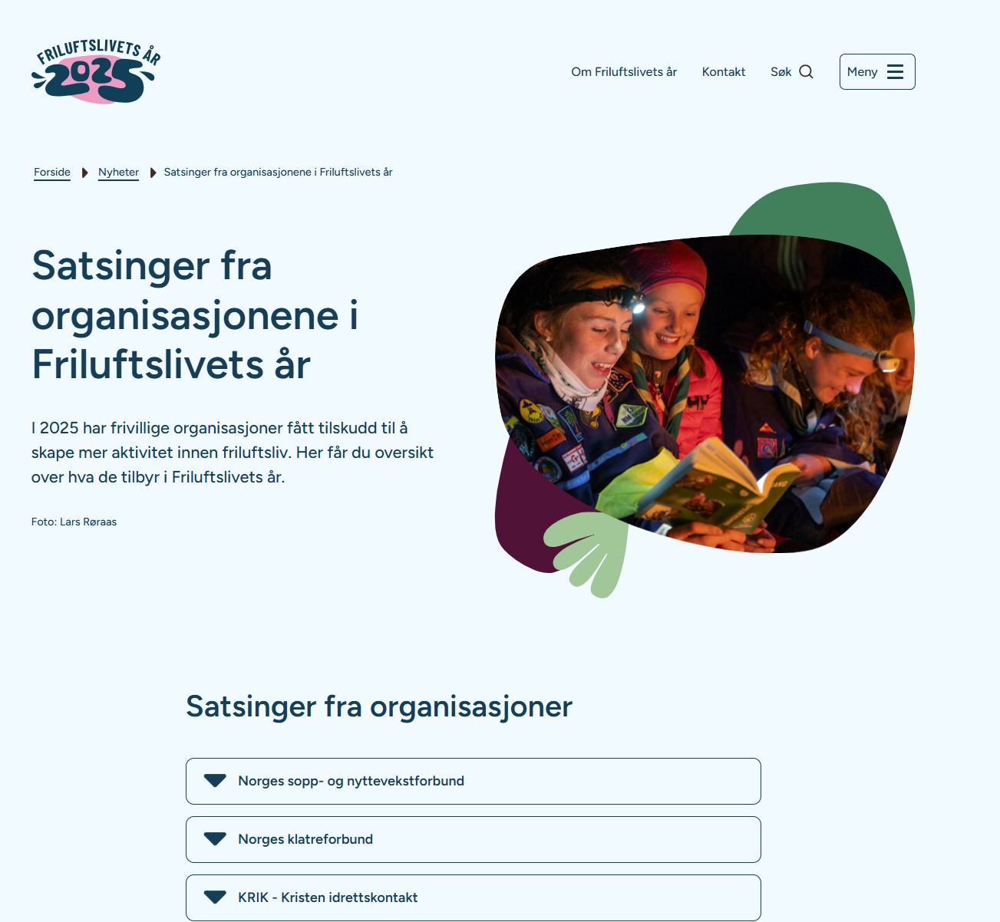 FRILUFTSLIVETS ÅR
2025
Om Friluftslivets år
Kontakt
Søk
Meny
Forside
Nyheter
Satsinger fra organisasjonene i Friluftslivets år
Satsinger fra
organisasjonene i
Friluftslivets år
I 2025 har frivillige organisasjoner fått tilskudd til å
skape mer aktivitet innen friluftsliv. Her får du oversikt
over hva de tilbyr i Friluftslivets år.
Foto: Lars Røraas
Satsinger fra organisasjoner
Norges sopp- og nyttevekstforbund
Norges klatreforbund
KRIK - Kristen idrettskontakt